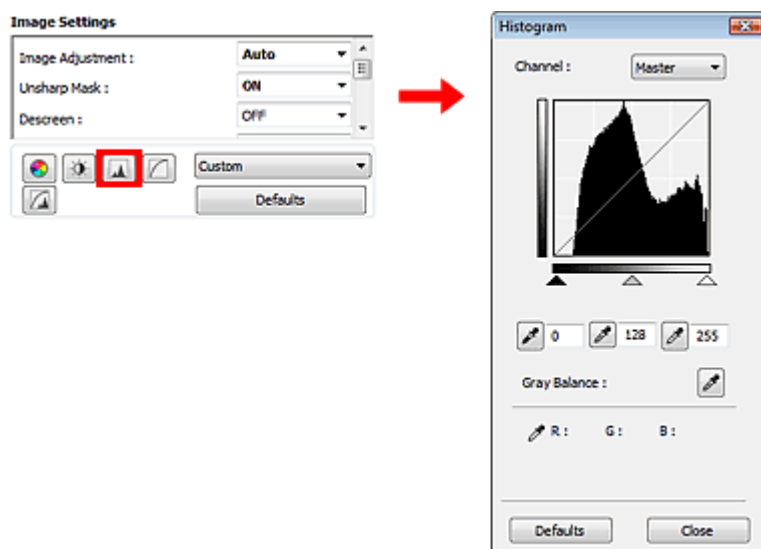 Image Settings
Image Adjustment : Auto
Unsharp Mask : ON
Descreen : OFF
Custom
Defaults
Histogram
Channel : Master
0 128 255
Gray Balance :
R : G : B :
Defaults Close